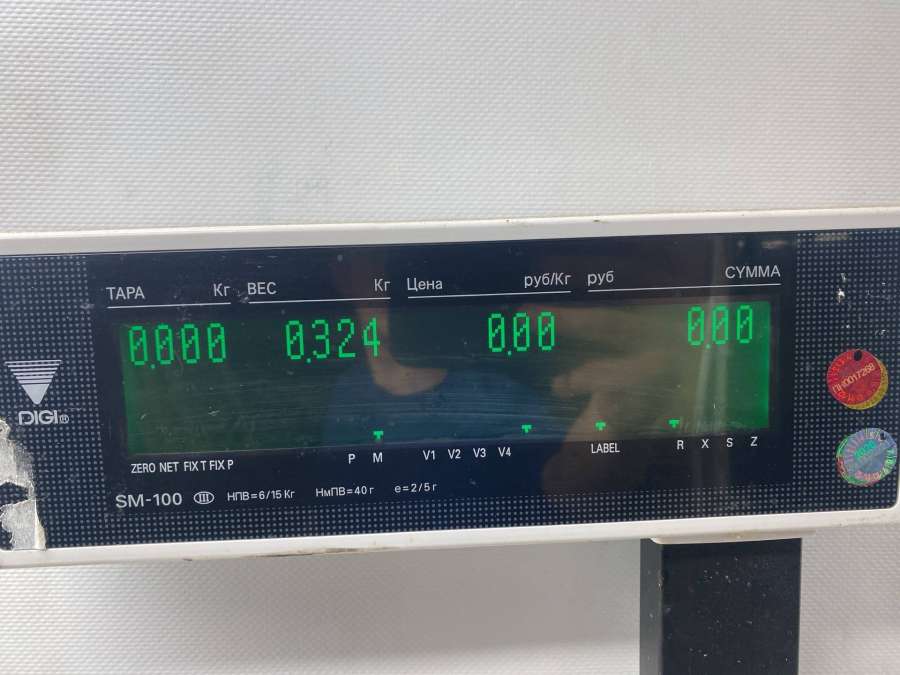 ТАРА Кг ВЕС Кг Цена руб/Кг руб СУММА
0.000 0.324 0.00 0.00
DIGI®
ZERO NET FIX T FIX P P M V1 V2 V3 V4 LABEL R X S Z
SM-100 III НПВ=6/15 Кг НмПВ=40 г e=2/5 г